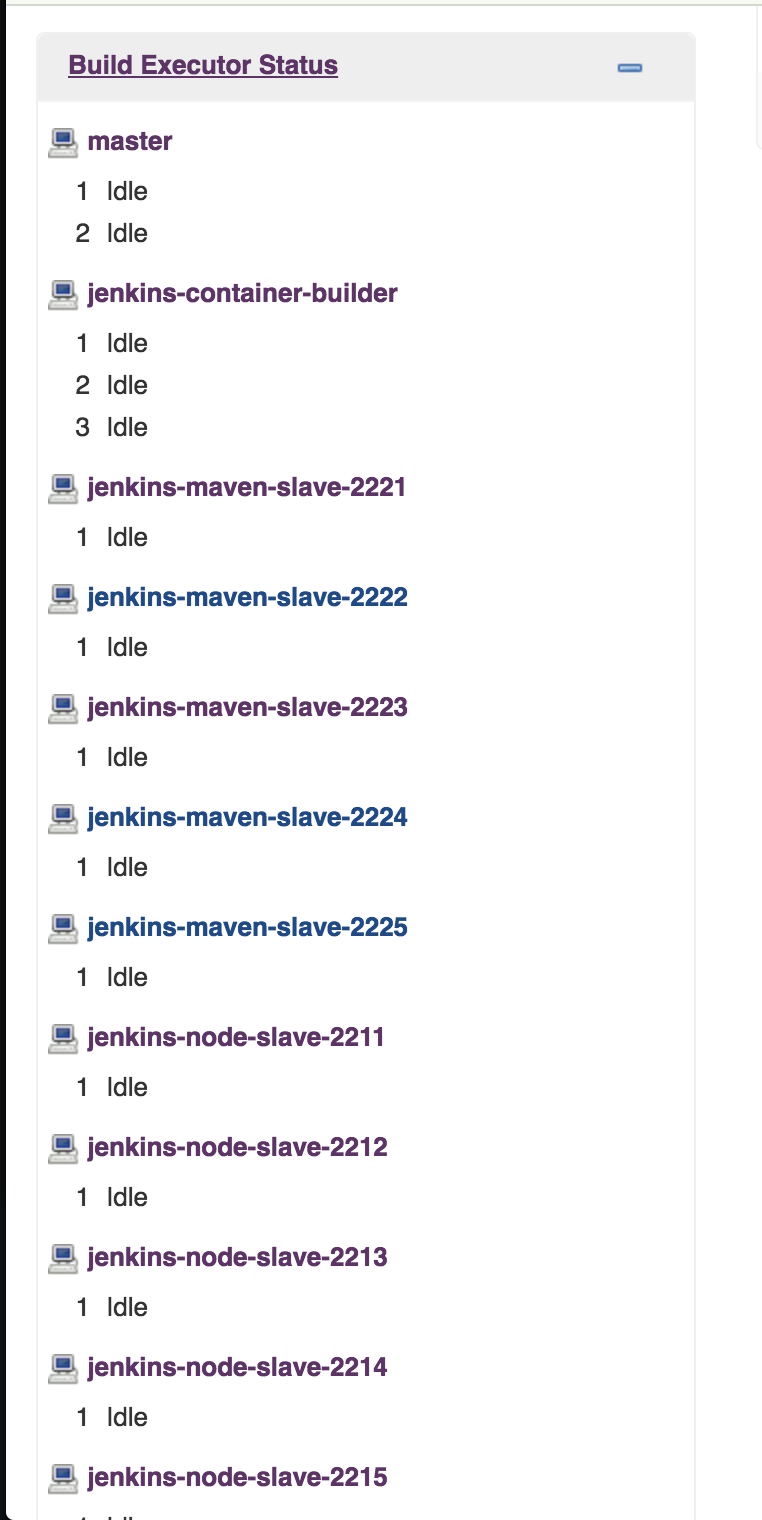 Build Executor Status
master
1 Idle
2 Idle
jenkins-container-builder
1 Idle
2 Idle
3 Idle
jenkins-maven-slave-2221
1 Idle
jenkins-maven-slave-2222
1 Idle
jenkins-maven-slave-2223
1 Idle
jenkins-maven-slave-2224
1 Idle
jenkins-maven-slave-2225
1 Idle
jenkins-node-slave-2211
1 Idle
jenkins-node-slave-2212
1 Idle
jenkins-node-slave-2213
1 Idle
jenkins-node-slave-2214
1 Idle
jenkins-node-slave-2215